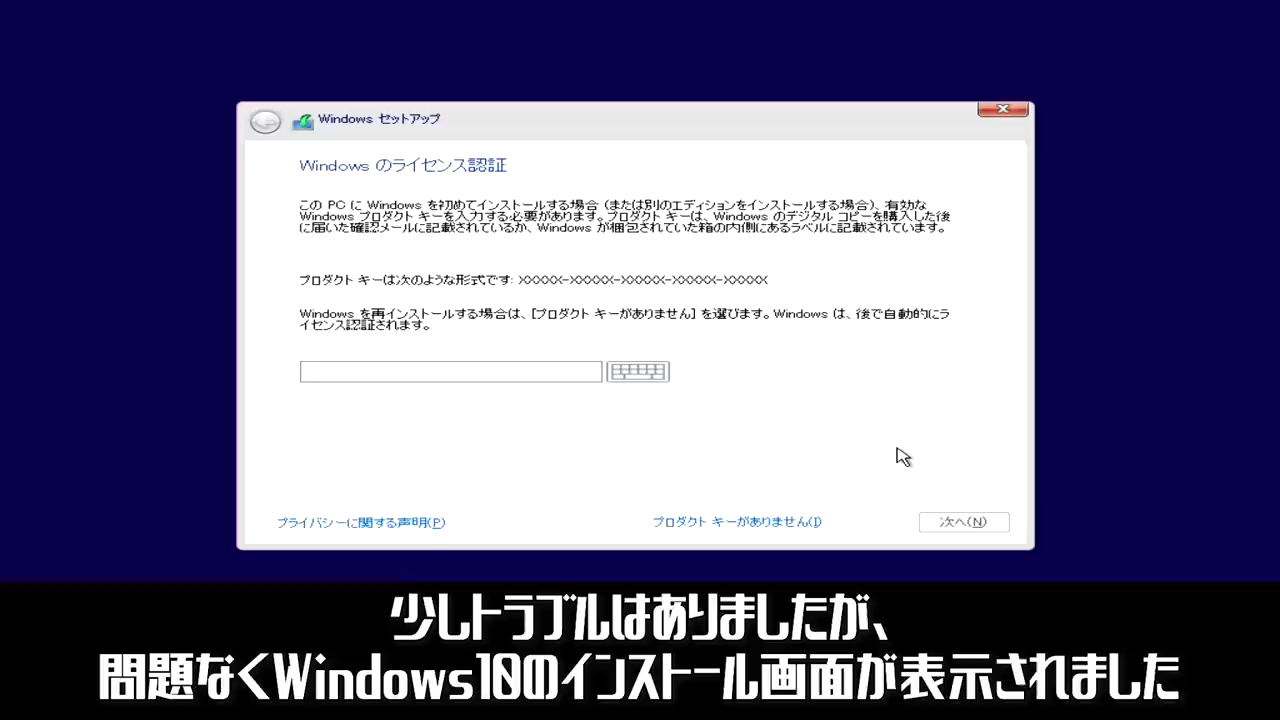 Windows セットアップ
Windows のライセンス認証
この PC に Windows を初めてインストールする場合 (または別のエディションをインストールする場合)、有効な
Windows プロダクト キーを入力する必要があります。プロダクト キーは、Windows のデジタル コピーを購入した後
に届いた確認メールに記載されているか、Windows が梱包されていた箱の内側にあるラベルに記載されています。
プロダクト キーは次のような形式です: XXXXX-XXXXX-XXXXX-XXXXX-XXXXX
Windows を再インストールする場合は、[プロダクト キーがありません] を選びます。Windows は、後で自動的にラ
イセンス認証されます。
プライバシーに関する声明(P)
プロダクト キーがありません(I)
次へ(N)
少しトラブルはありましたが、
問題なくWindows10のインストール画面が表示されました